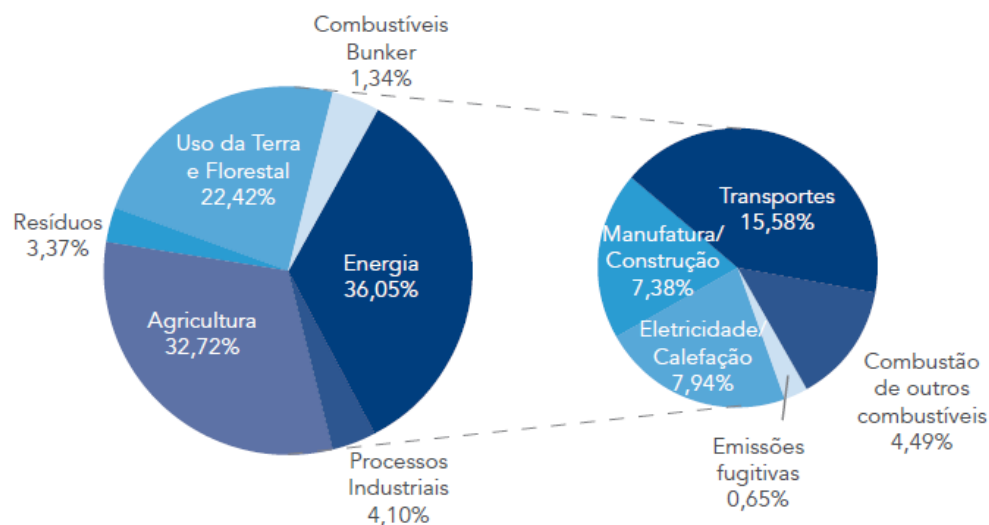 Combustíveis
Bunker
1,34%
Uso da Terra
e Florestal
22,42%
Resíduos
3,37%
Energia
36,05%
Agricultura
32,72%
Processos
Industriais
4,10%
Transportes
15,58%
Manufatura/
Construção
7,38%
Eletricidade/
Calefação
7,94%
Combustão
de outros
combustíveis
4,49%
Emissões
fugitivas
0,65%